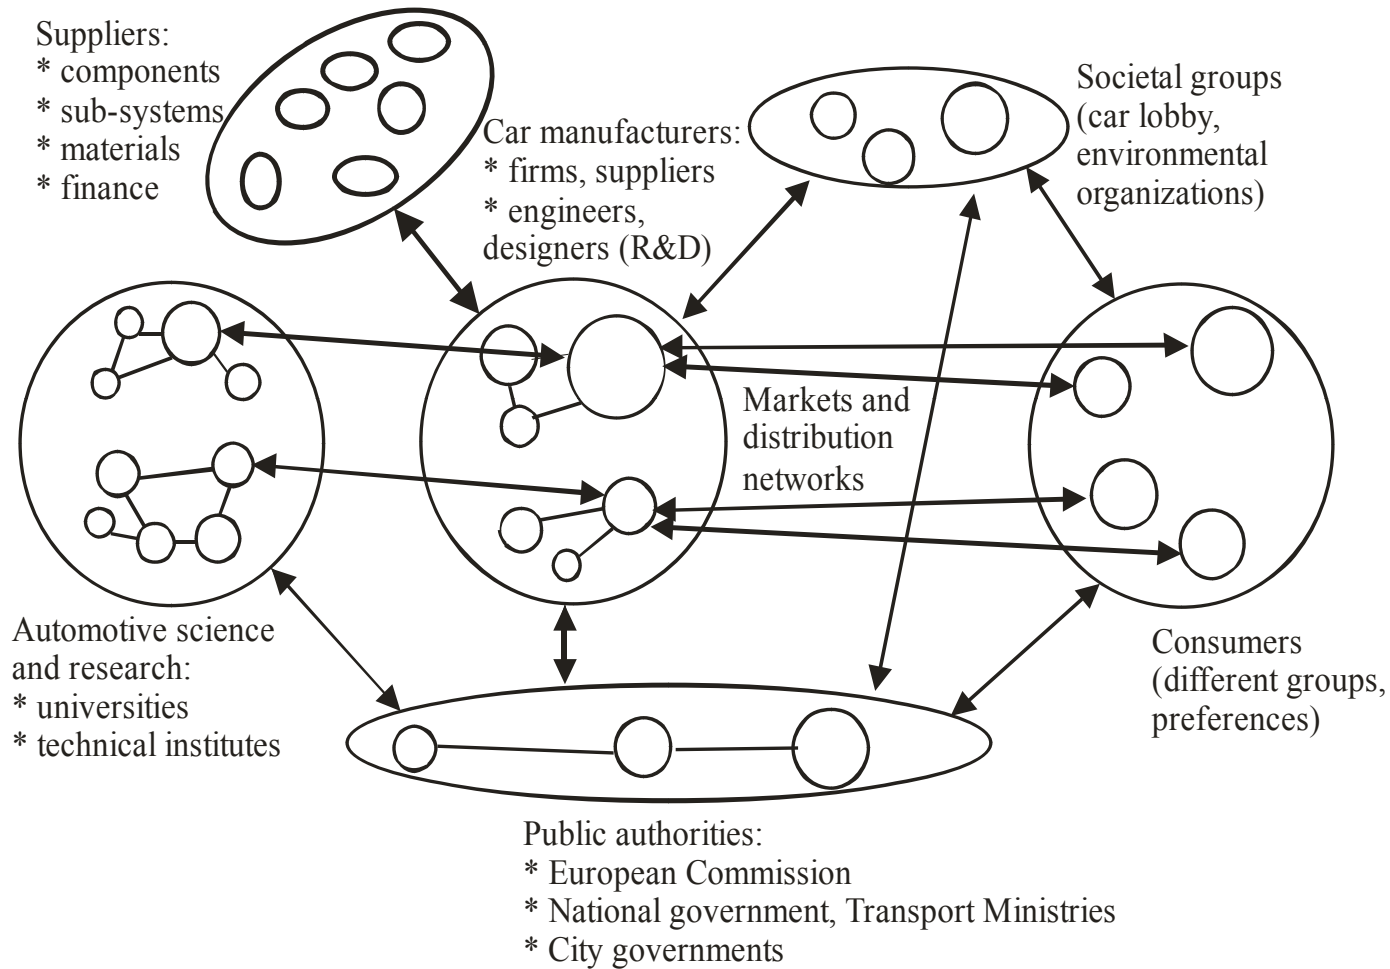 Suppliers:
* components
* sub-systems
* materials
* finance
Car manufacturers:
* firms, suppliers
* engineers,
designers (R&D)
Societal groups
(car lobby,
environmental
organizations)
Markets and
distribution
networks
Automotive science
and research:
* universities
* technical institutes
Consumers
(different groups,
preferences)
Public authorities:
* European Commission
* National government, Transport Ministries
* City governments